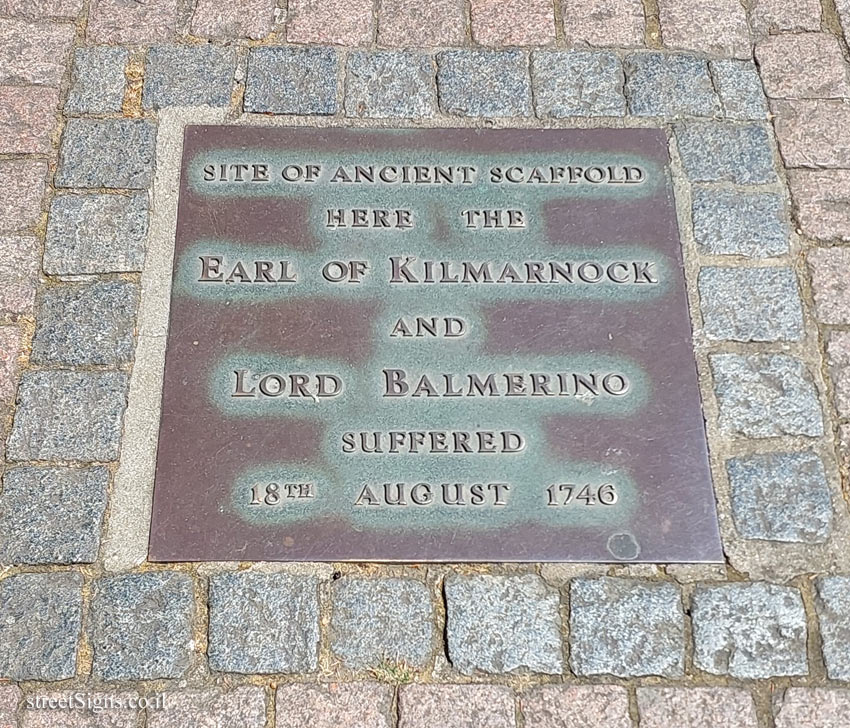 SITE OF ANCIENT SCAFFOLD
HERE THE
EARL OF KILMARNOCK
AND
LORD BALMERINO
SUFFERED
18TH AUGUST 1746
streetsigns.co.il